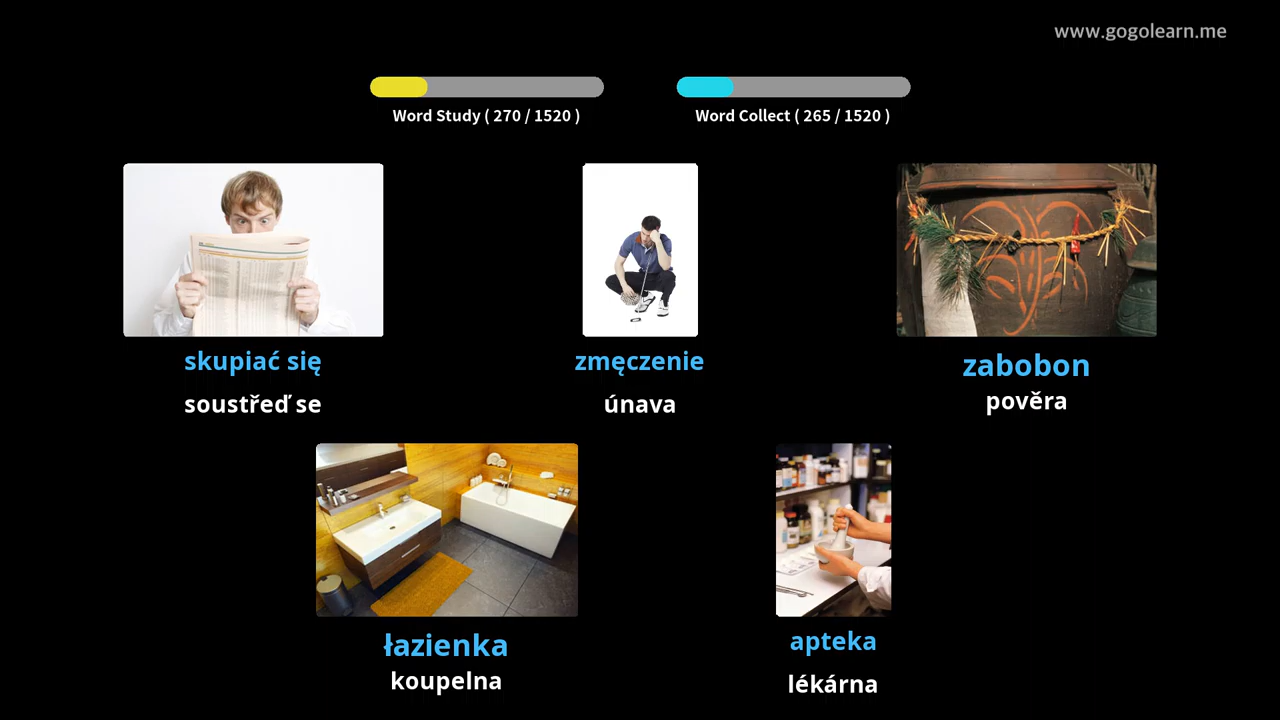 www.gogolearn.me
Word Study ( 270 / 1520 )
Word Collect ( 265 / 1520 )
skupiać się
soustřeď se
zmęczenie
únava
zabobon
pověra
łazienka
koupelna
apteka
lékárna